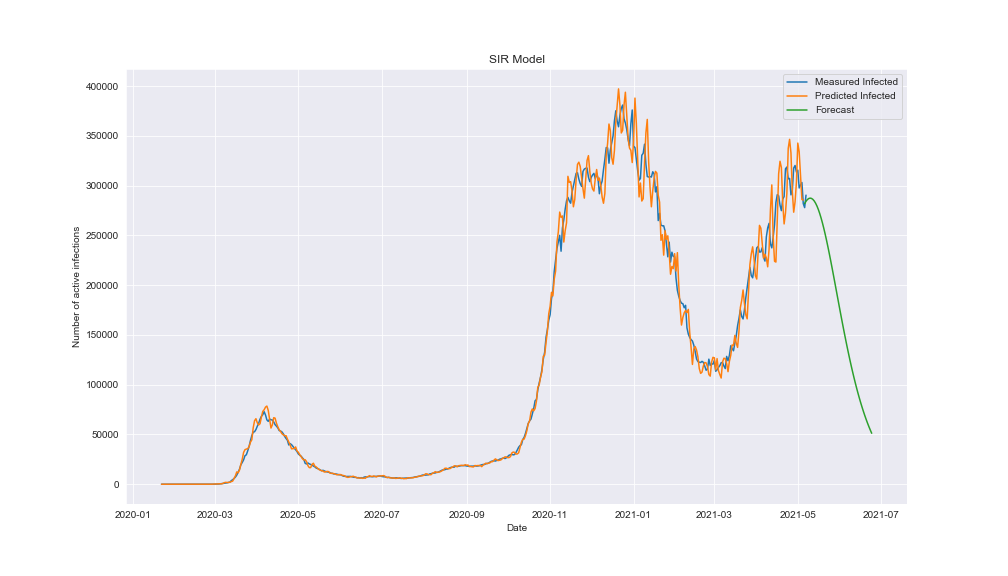 SIR Model
Measured Infected
Predicted Infected
Forecast
Number of active infections
400000
350000
300000
250000
200000
150000
100000
50000
0
2020-01 2020-03 2020-05 2020-07 2020-09 2020-11 2021-01 2021-03 2021-05 2021-07
Date